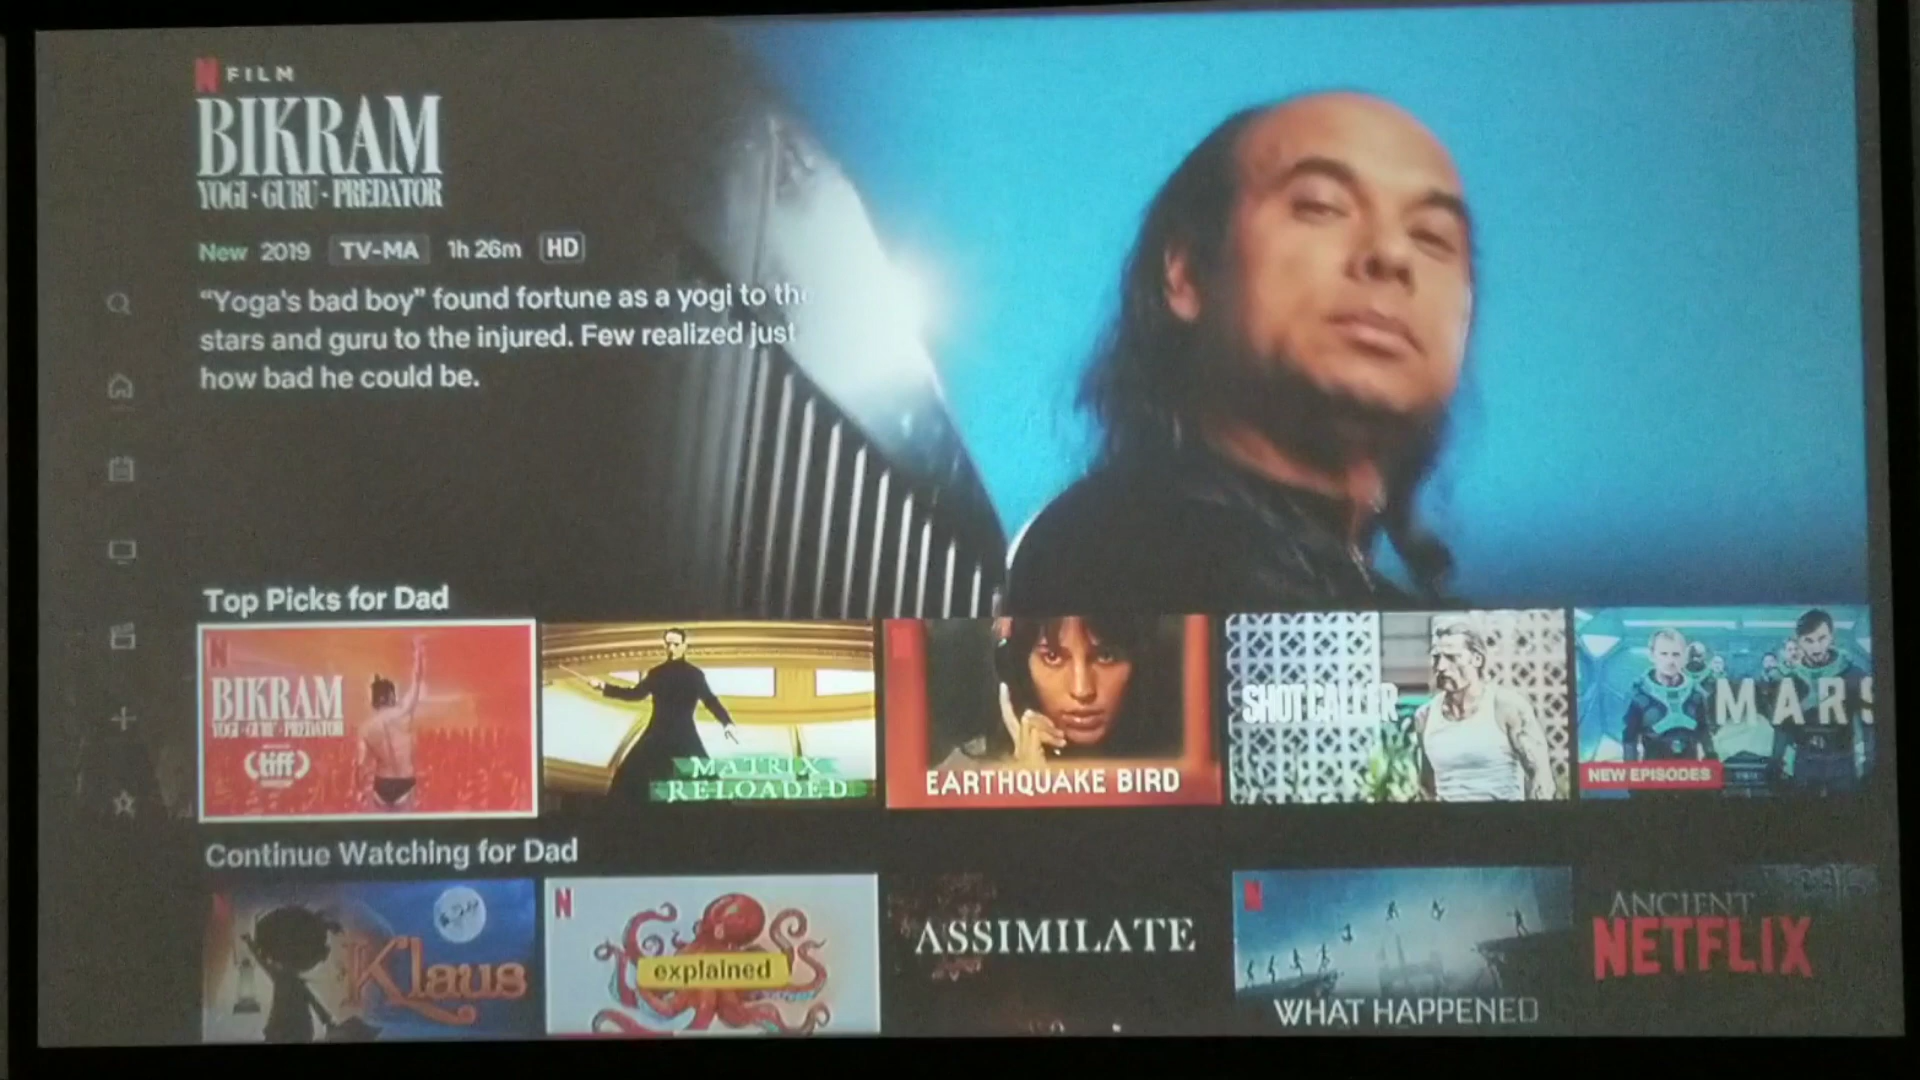 N FILM
BIKRAM
YOGI · GURU · PREDATOR
New 2019 TV-MA 1h 26m HD
“Yoga's bad boy” found fortune as a yogi to the
stars and guru to the injured. Few realized just
how bad he could be.
Top Picks for Dad
N
BIKRAM
YOGI · GURU · PREDATOR
tiff
MATRIX
RELOADED
EARTHQUAKE BIRD
SHOT CALLER
MARS
NEW EPISODES
Continue Watching for Dad
Klaus
N
explained
ASSIMILATE
N
WHAT HAPPENED
ANCIENT
NETFLIX